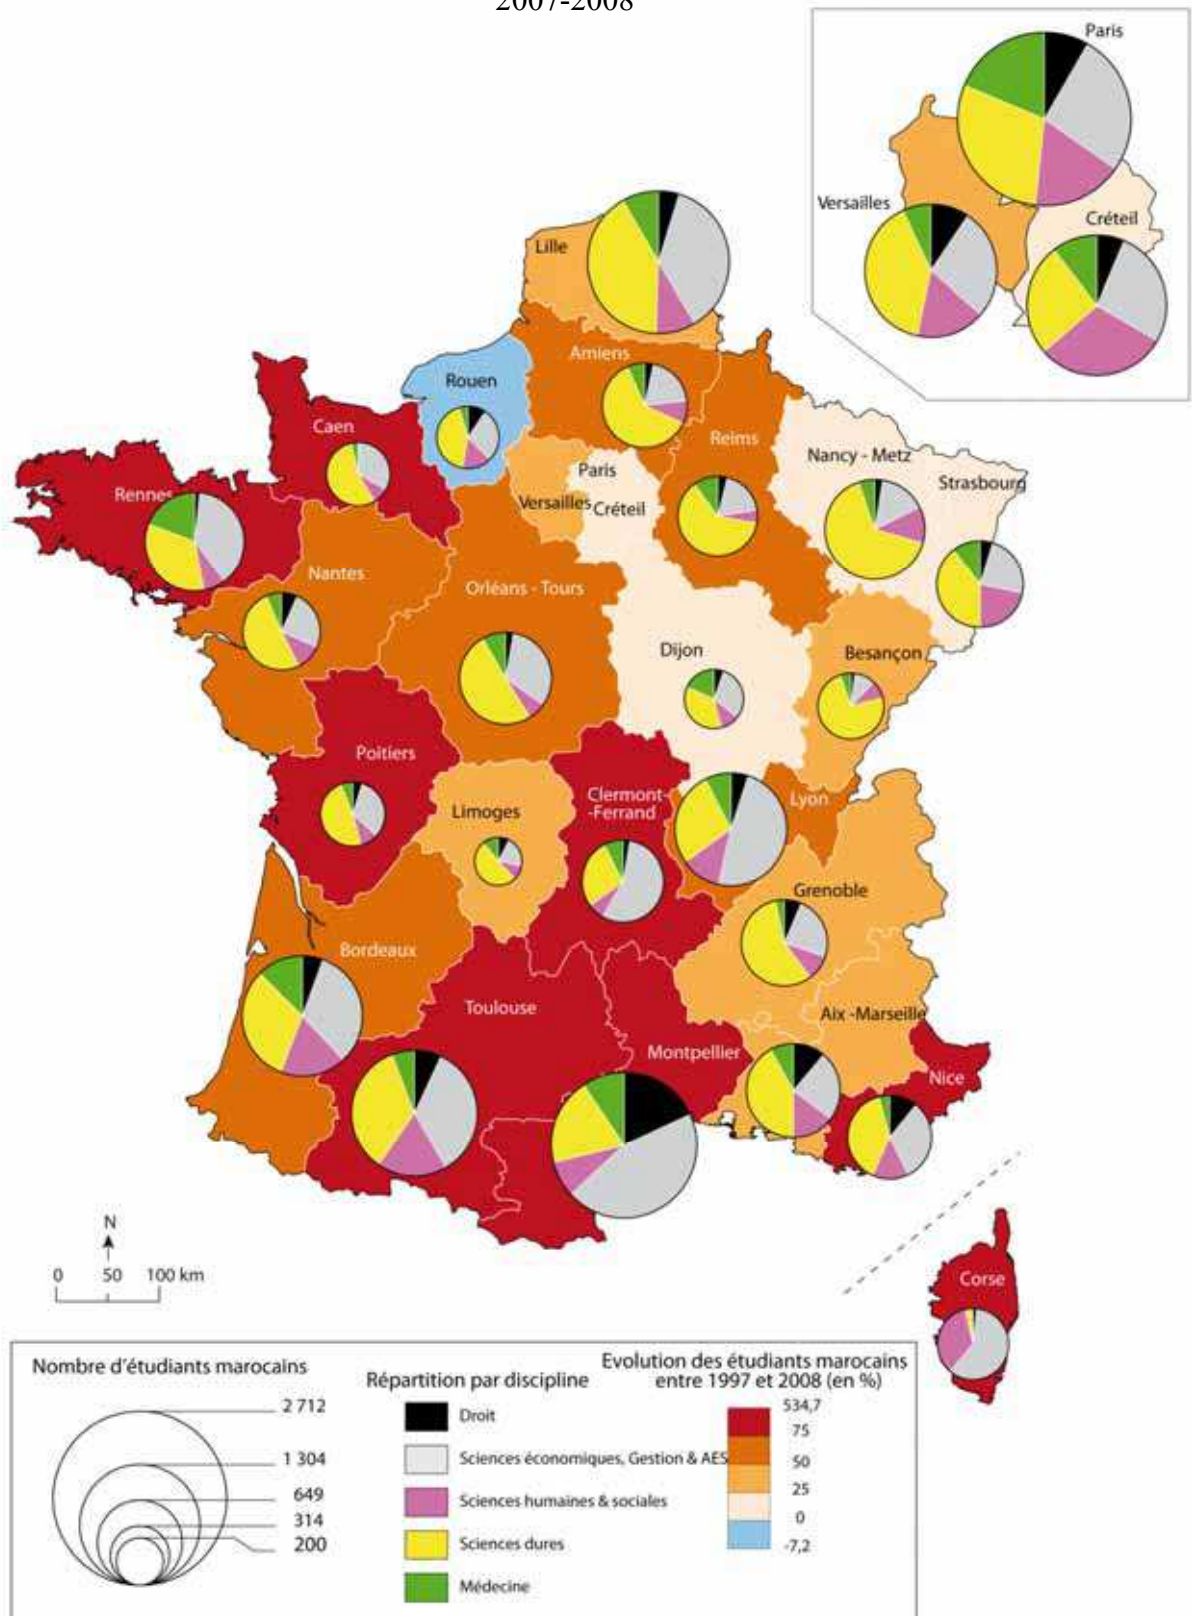 2007-2008
Paris
Versailles
Créteil
Lille
Amiens
Rouen
Reims
Caen
Nancy - Metz
Paris
Strasbourg
Rennes
Versailles
Créteil
Nantes
Orléans - Tours
Dijon
Besançon
Poitiers
Clermont-
-Ferrand
Lyon
Limoges
Grenoble
Bordeaux
Toulouse
Aix -Marseille
Montpellier
Nice
N
0 50 100 km
Corse
Nombre d'étudiants marocains
2 712
1 304
649
314
200
Répartition par discipline
Droit
Sciences économiques, Gestion & AES
Sciences humaines & sociales
Sciences dures
Médecine
Evolution des étudiants marocains
entre 1997 et 2008 (en %)
534,7
75
50
25
0
-7,2